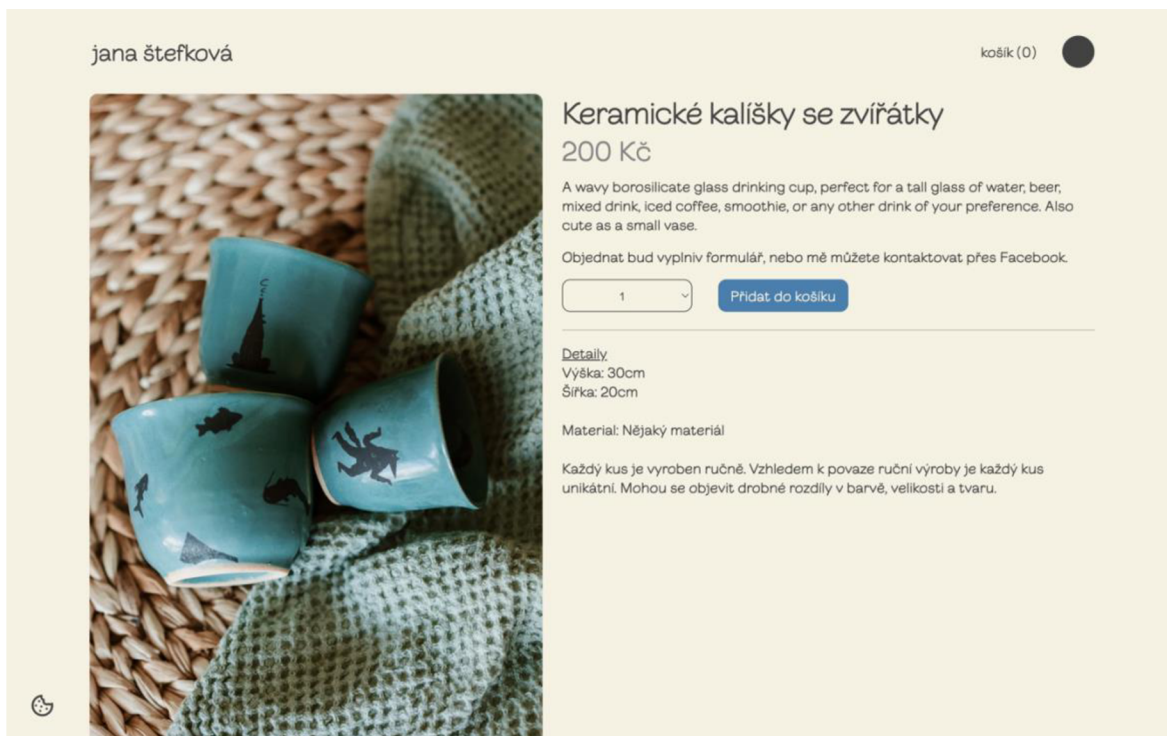 jana štefková
košík (0)
Keramické kalíšky se zvířátky
200 Kč
A wavy borosilicate glass drinking cup, perfect for a tall glass of water, beer,
mixed drink, iced coffee, smoothie, or any other drink of your preference. Also
cute as a small vase.
Objednat bud vyplniv formulář, nebo mě můžete kontaktovat přes Facebook.
1
Přidat do košíku
Detaily
Výška: 30cm
Šířka: 20cm
Material: Nějaký materiál
Každý kus je vyroben ručně. Vzhledem k povaze ruční výroby je každý kus
unikátní. Mohou se objevit drobné rozdíly v barvě, velikosti a tvaru.